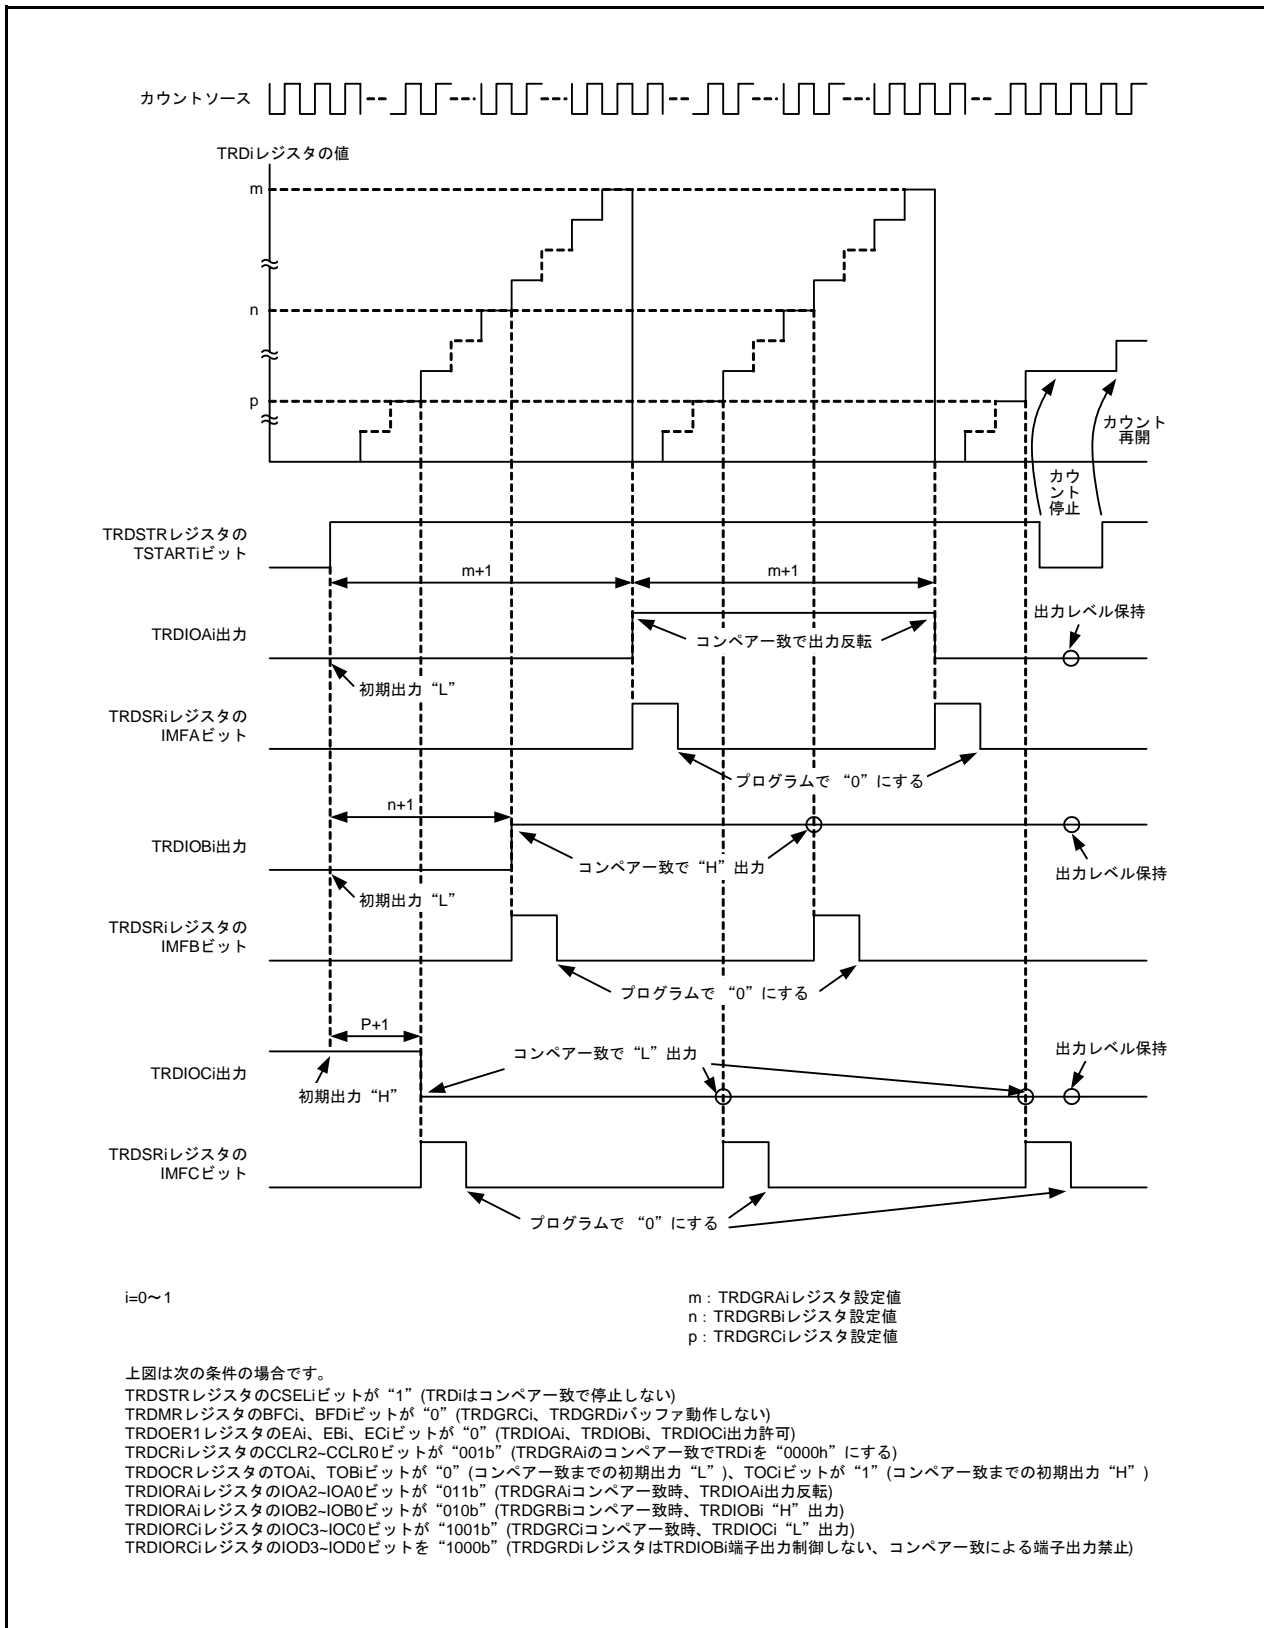 カウントソース
TRDiレジスタの値
m
n
p
カウント
再開
カウ
ント
停止
TRDSTRレジスタの
TSTARTiビット
m+1
m+1
TRDIOAi出力
コンペア一致で出力反転
出力レベル保持
初期出力“L”
TRDSRiレジスタの
IMFAビット
プログラムで “0”にする
n+1
TRDIOBi出力
コンペア一致で“H”出力
出力レベル保持
初期出力“L”
TRDSRiレジスタの
IMFBビット
プログラムで “0”にする
P+1
コンペア一致で“L”出力
出力レベル保持
TRDIOCi出力
初期出力“H”
TRDSRiレジスタの
IMFCビット
プログラムで “0”にする
i=0～1
m：TRDGRAiレジスタ設定値
n：TRDGRBiレジスタ設定値
p：TRDGRCiレジスタ設定値
上図は次の条件の場合です。
TRDSTRレジスタのCSELiビットが“1”(TRDiはコンペア一致で停止しない)
TRDMRレジスタのBFCi、BFDiビットが“0”(TRDGRCi、TRDGRDiバッファ動作しない)
TRDOER1レジスタのEAi、EBi、ECiビットが“0”(TRDIOAi、TRDIOBi、TRDIOCi出力許可)
TRDCRiレジスタのCCLR2~CCLR0ビットが“001b”(TRDGRAiのコンペア一致でTRDiを“0000h”にする)
TRDOCRレジスタのTOAi、TOBiビットが“0”(コンペア一致までの初期出力“L”)、TOCiビットが“1”(コンペア一致までの初期出力“H”)
TRDIORAiレジスタのIOA2~IOA0ビットが“011b”(TRDGRAiコンペア一致時、TRDIOAi出力反転)
TRDIORAiレジスタのIOB2~IOB0ビットが“010b”(TRDGRBiコンペア一致時、TRDIOBi“H”出力)
TRDIORCiレジスタのIOC3~IOC0ビットが“1001b”(TRDGRCiコンペア一致時、TRDIOCi“L”出力)
TRDIORCiレジスタのIOD3~IOD0ビットを“1000b”(TRDGRDiレジスタはTRDIOBi端子出力制御しない、コンペア一致による端子出力禁止)